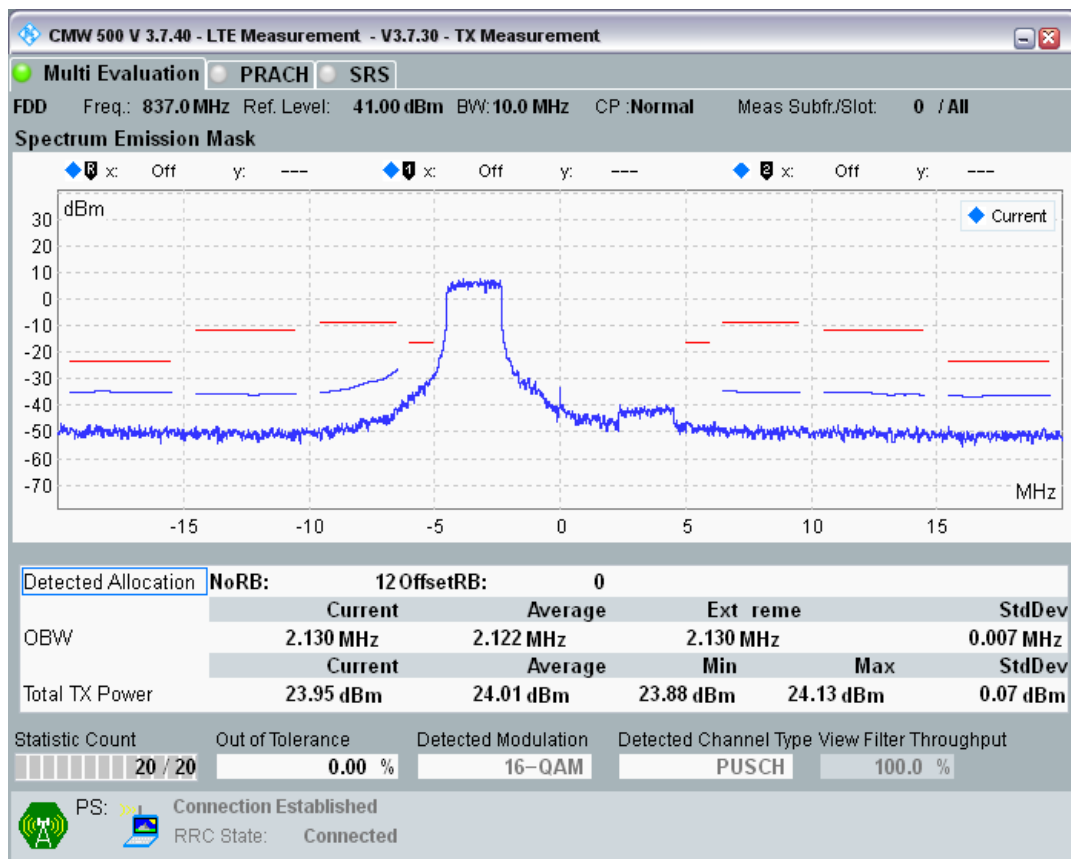 CMW 500 V 3.7.40 - LTE Measurement - V3.7.30 - TX Measurement
Multi Evaluation PRACH SRS
FDD Freq.: 837.0 MHz Ref. Level: 41.00 dBm BW: 10.0 MHz CP :Normal Meas Subfr./Slot: 0 / All
Spectrum Emission Mask
R x: Off y: --- 1 x: Off y: --- 2 x: Off y: ---
dBm
Current
30
20
10
0
-10
-20
-30
-40
-50
-60
-70
MHz
-15 -10 -5 0 5 10 15
Detected Allocation NoRB: 12 OffsetRB: 0
Current Average Ext reme StdDev
OBW 2.130 MHz 2.122 MHz 2.130 MHz 0.007 MHz
Current Average Min Max StdDev
Total TX Power 23.95 dBm 24.01 dBm 23.88 dBm 24.13 dBm 0.07 dBm
Statistic Count Out of Tolerance Detected Modulation Detected Channel Type View Filter Throughput
20 / 20 0.00 % 16-QAM PUSCH 100.0 %
PS: Connection Established
RRC State: Connected